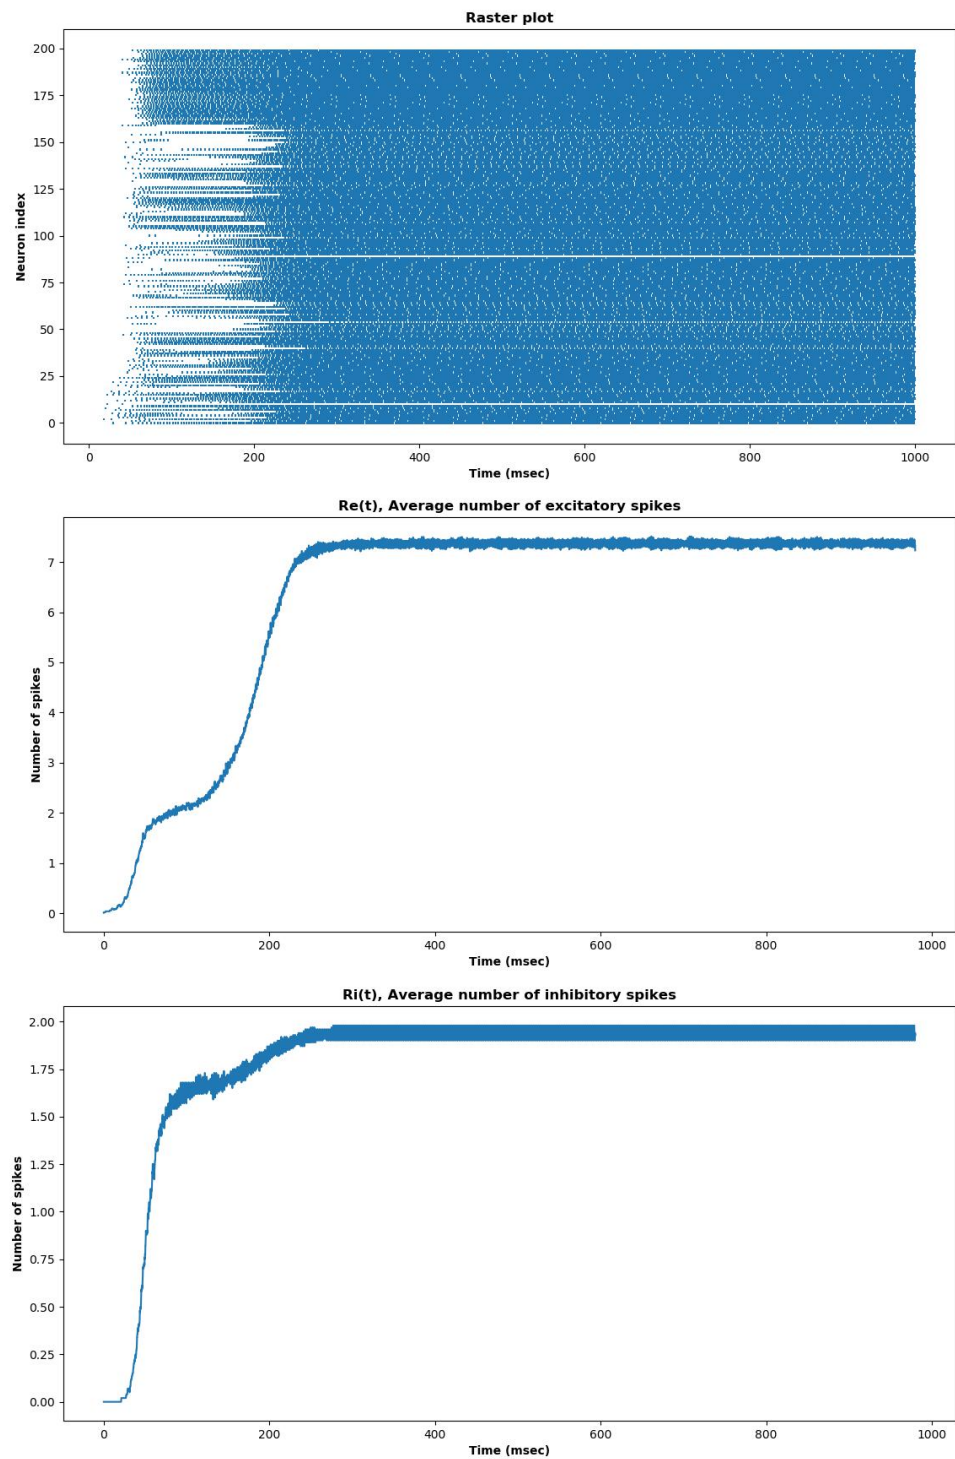 Raster plot
200
175
150
125
100
75
50
25
0
Neuron index
0 200 400 600 800 1000
Time (msec)
Re(t), Average number of excitatory spikes
7
6
5
4
3
2
1
0
Number of spikes
0 200 400 600 800 1000
Time (msec)
Ri(t), Average number of inhibitory spikes
2.00
1.75
1.50
1.25
1.00
0.75
0.50
0.25
0.00
Number of spikes
0 200 400 600 800 1000
Time (msec)